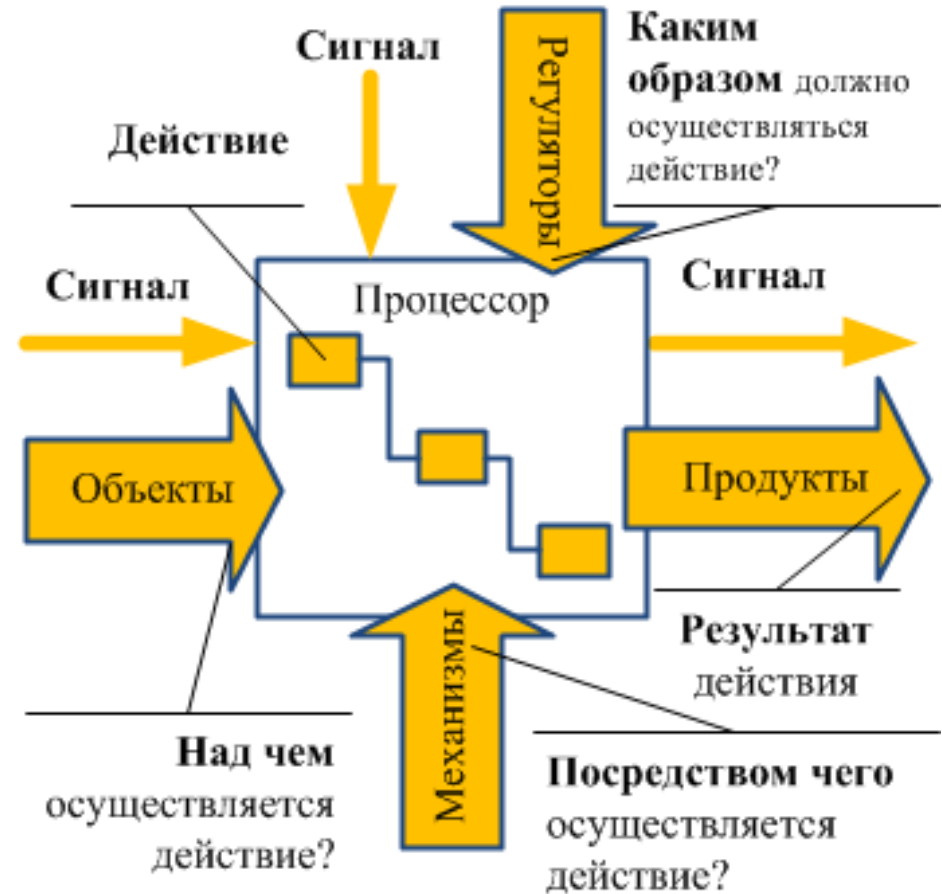 Сигнал
Регуляторы
Каким
образом должно
осуществляться
действие?
Действие
Сигнал
Процессор
Сигнал
Объекты
Продукты
Механизмы
Результат
действия
Над чем
осуществляется
действие?
Посредством чего
осуществляется
действие?